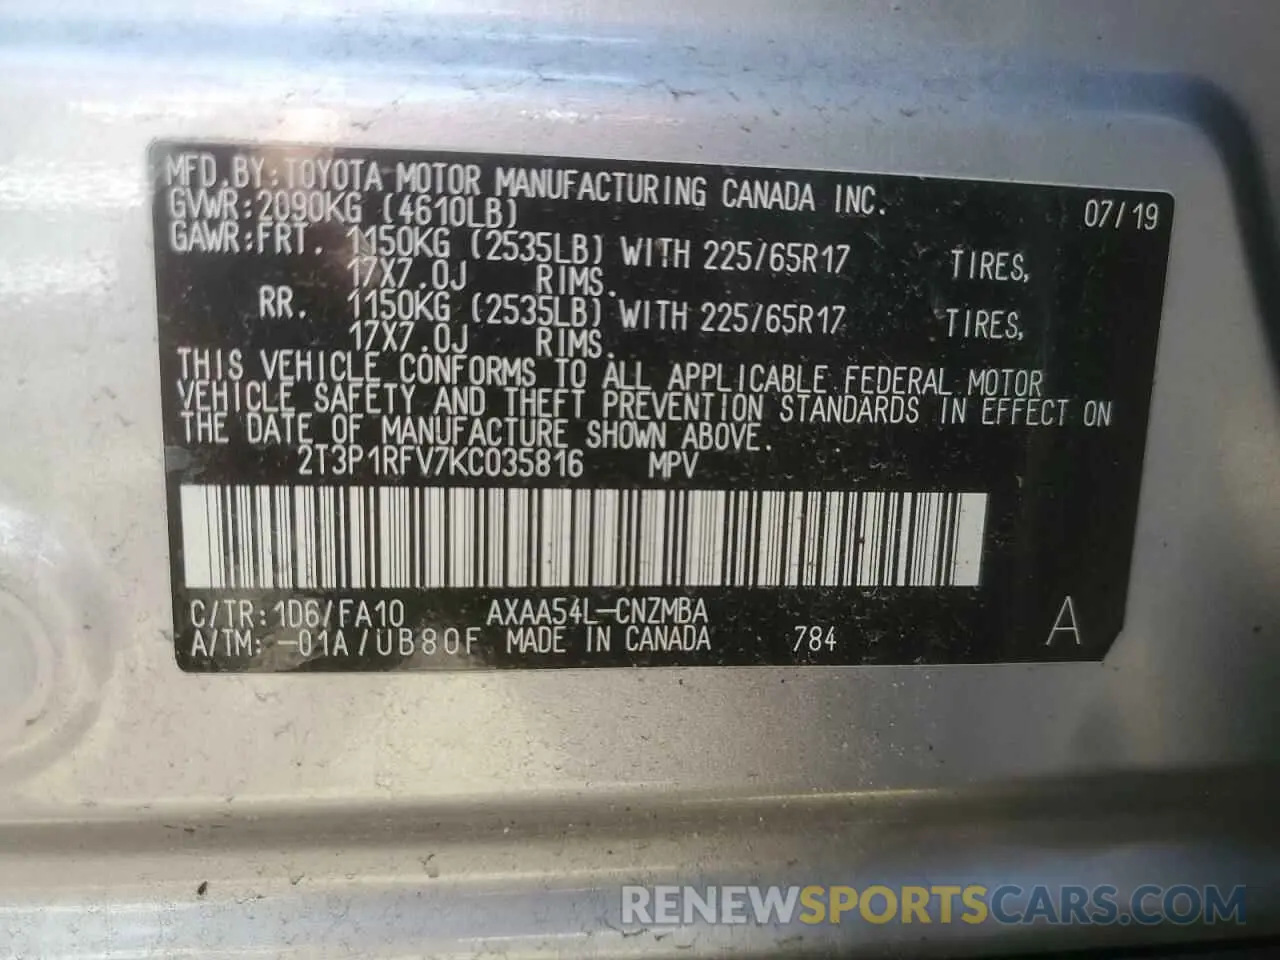 MFD.BY:TOYOTA MOTOR MANUFACTURING CANADA INC. 07/19
GVWR:2090KG (4610LB)
GAWR:FRT. 1150KG (2535LB) WITH 225/65R17 TIRES,
17X7.0J RIMS.
RR. 1150KG (2535LB) WITH 225/65R17 TIRES,
17X7.0J RIMS.
THIS VEHICLE CONFORMS TO ALL APPLICABLE FEDERAL MOTOR
VEHICLE SAFETY AND THEFT PREVENTION STANDARDS IN EFFECT ON
THE DATE OF MANUFACTURE SHOWN ABOVE.
2T3P1RFV7KC035816 MPV
C/TR:1D6/FA10 AXAA54L-CNZMBA A
A/TM:-01A/UB80F MADE IN CANADA 784
RENEWSPORTSCARS.COM